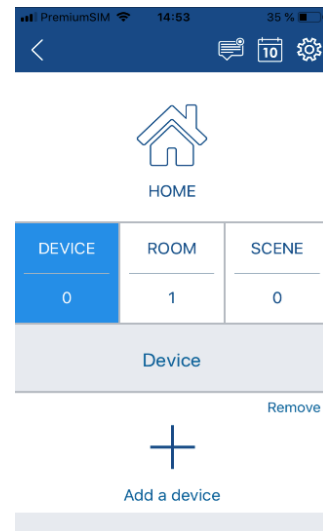 PremiumSIM 14:53 35 %
10
HOME
DEVICE ROOM SCENE
0 1 0
Device
Remove
Add a device